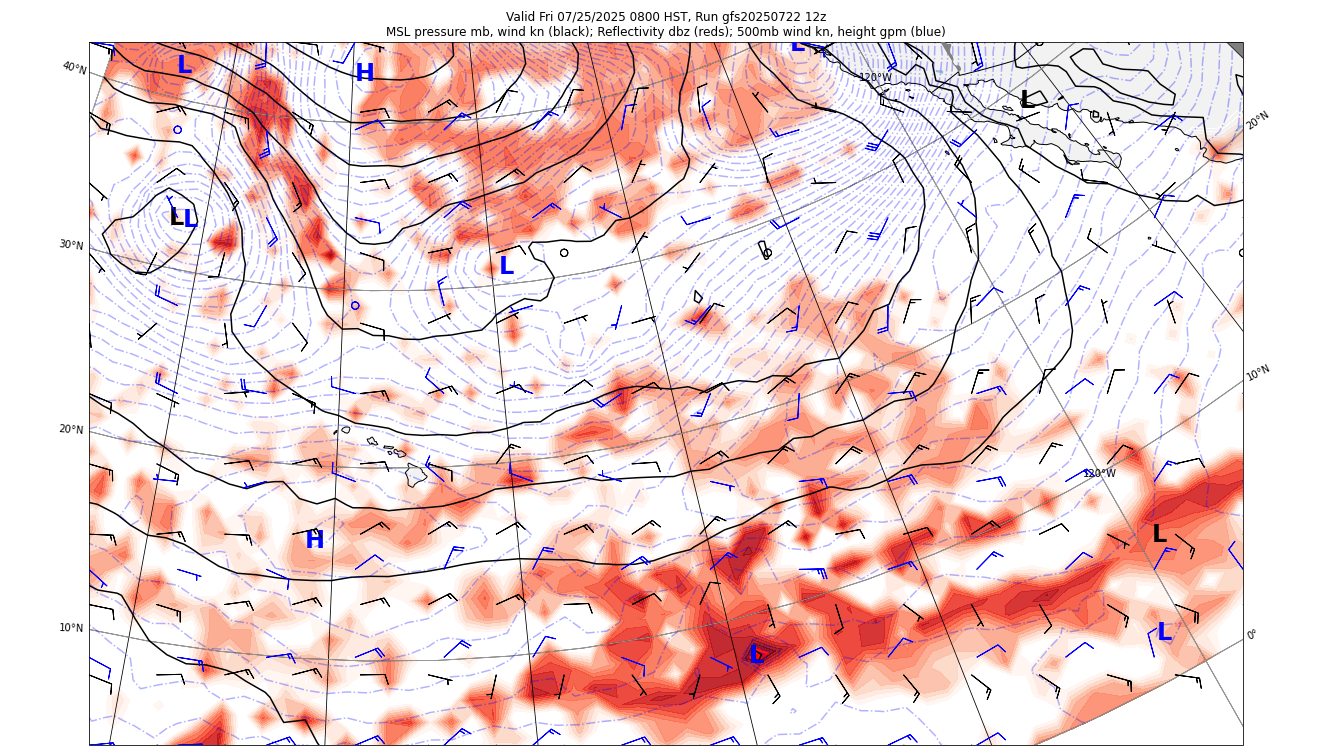 Valid Fri 07/25/2025 0800 HST, Run gfs20250722 12z
MSL pressure mb, wind kn (black); Reflectivity dbz (reds); 500mb wind kn, height gpm (blue)
L
40°N
L
H
120°W
L
20°N
L
L
30°N
L
10°N
20°N
120°W
L
H
10°N
L
0°
L